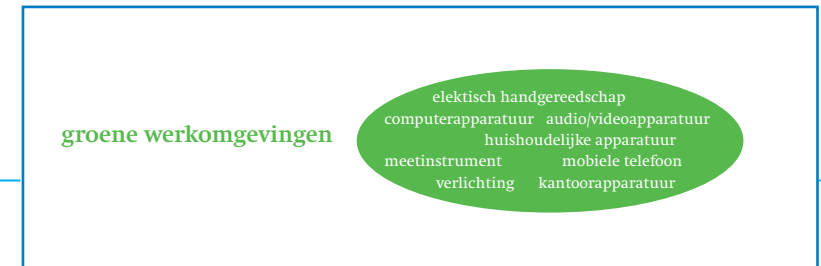 groene werkomgevingen
elektisch handgereedschap
computerapparatuur audio/videoapparatuur
huishoudelijke apparatuur
meetinstrument mobiele telefoon
verlichting kantoorapparatuur